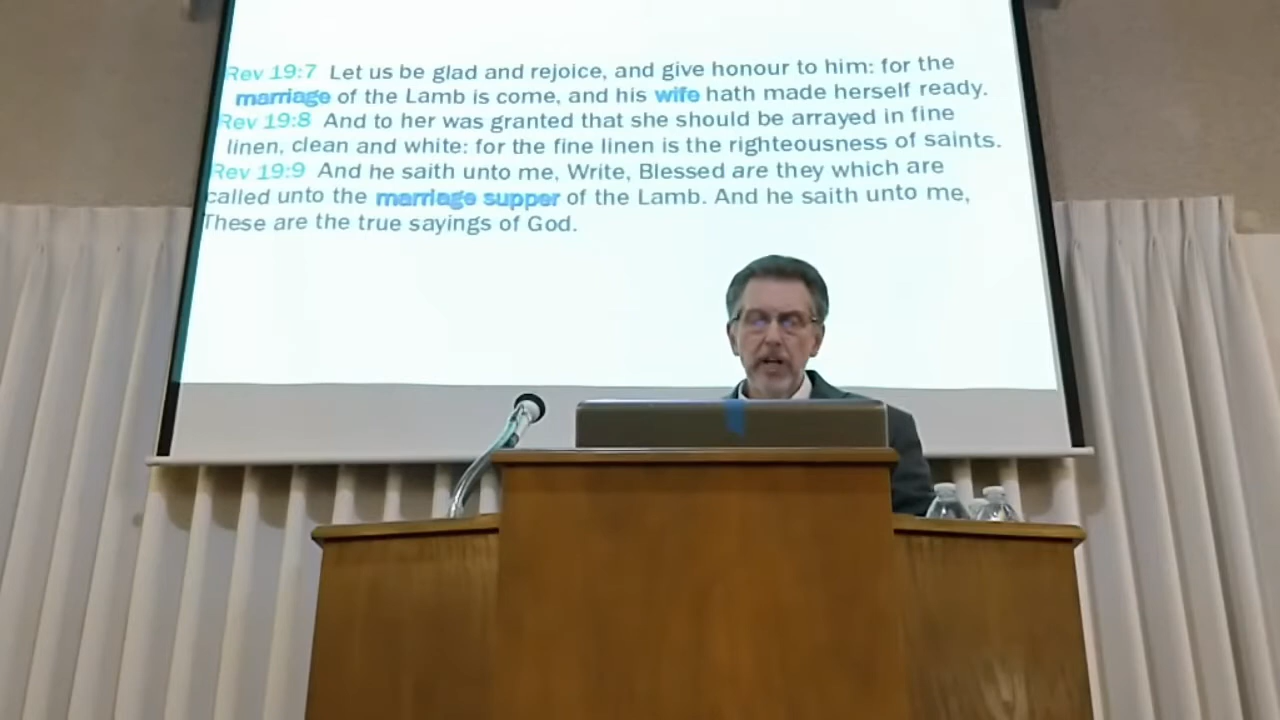 Rev 19:7 Let us be glad and rejoice, and give honour to him: for the
marriage of the Lamb is come, and his wife hath made herself ready.
Rev 19:8 And to her was granted that she should be arrayed in fine
linen, clean and white: for the fine linen is the righteousness of saints.
Rev 19:9 And he saith unto me, Write, Blessed are they which are
called unto the marriage supper of the Lamb. And he saith unto me,
These are the true sayings of God.